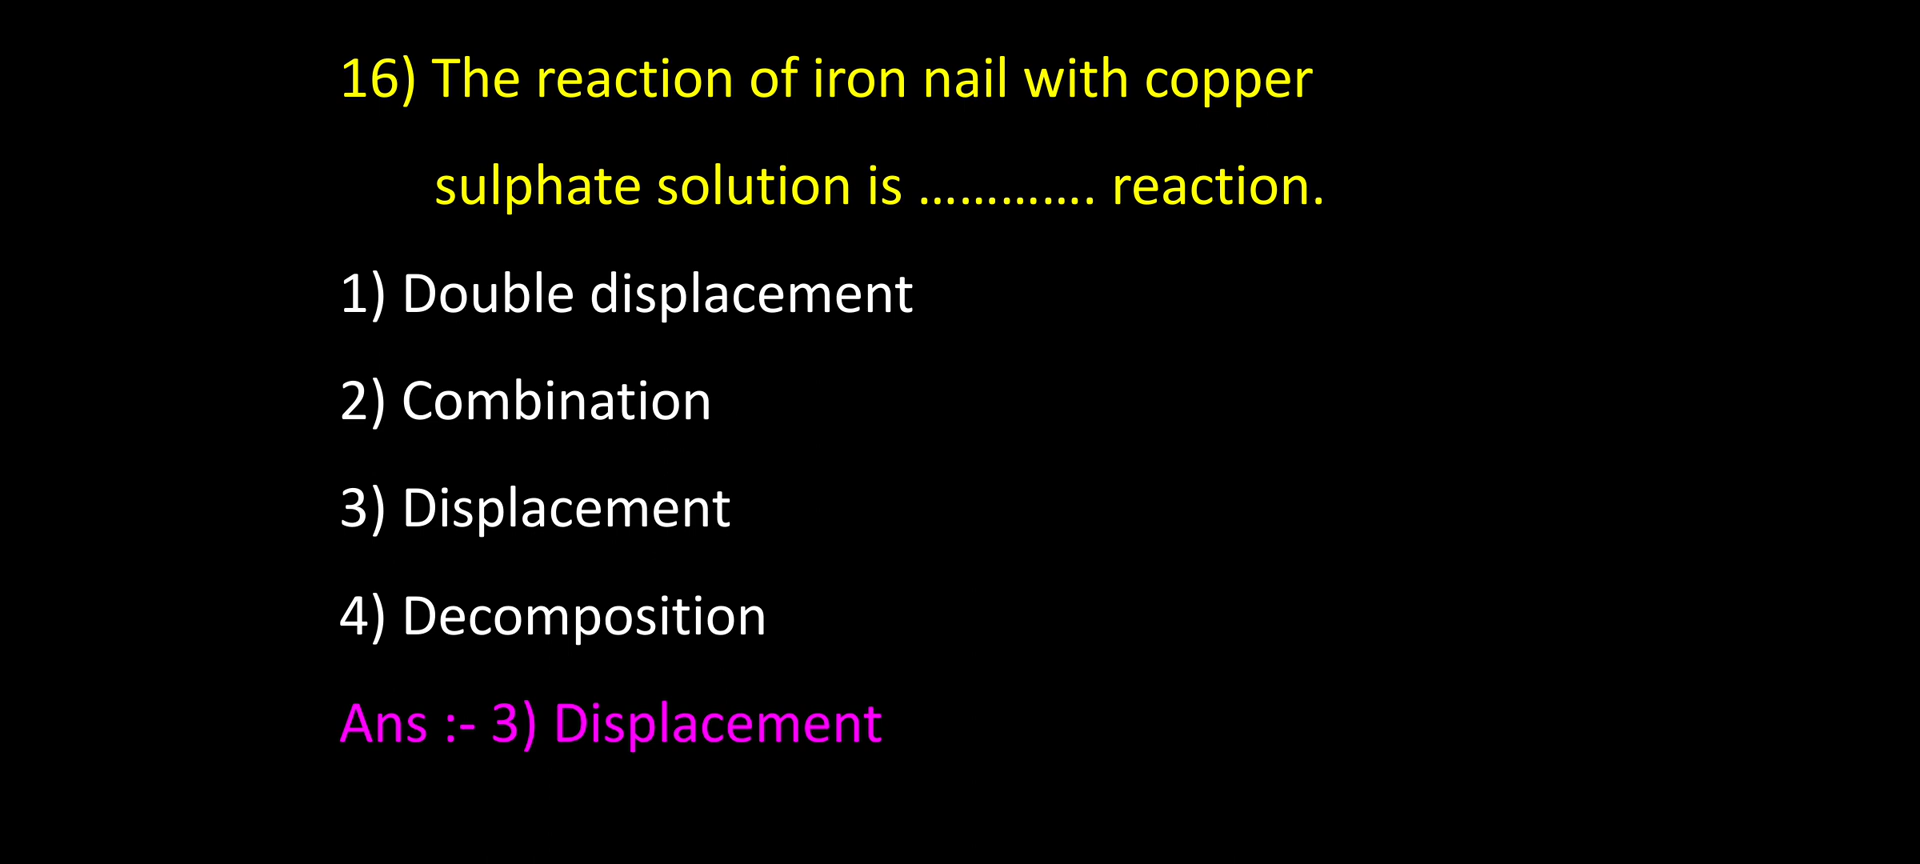 16) The reaction of iron nail with copper
sulphate solution is …………. reaction.
1) Double displacement
2) Combination
3) Displacement
4) Decomposition
Ans :- 3) Displacement